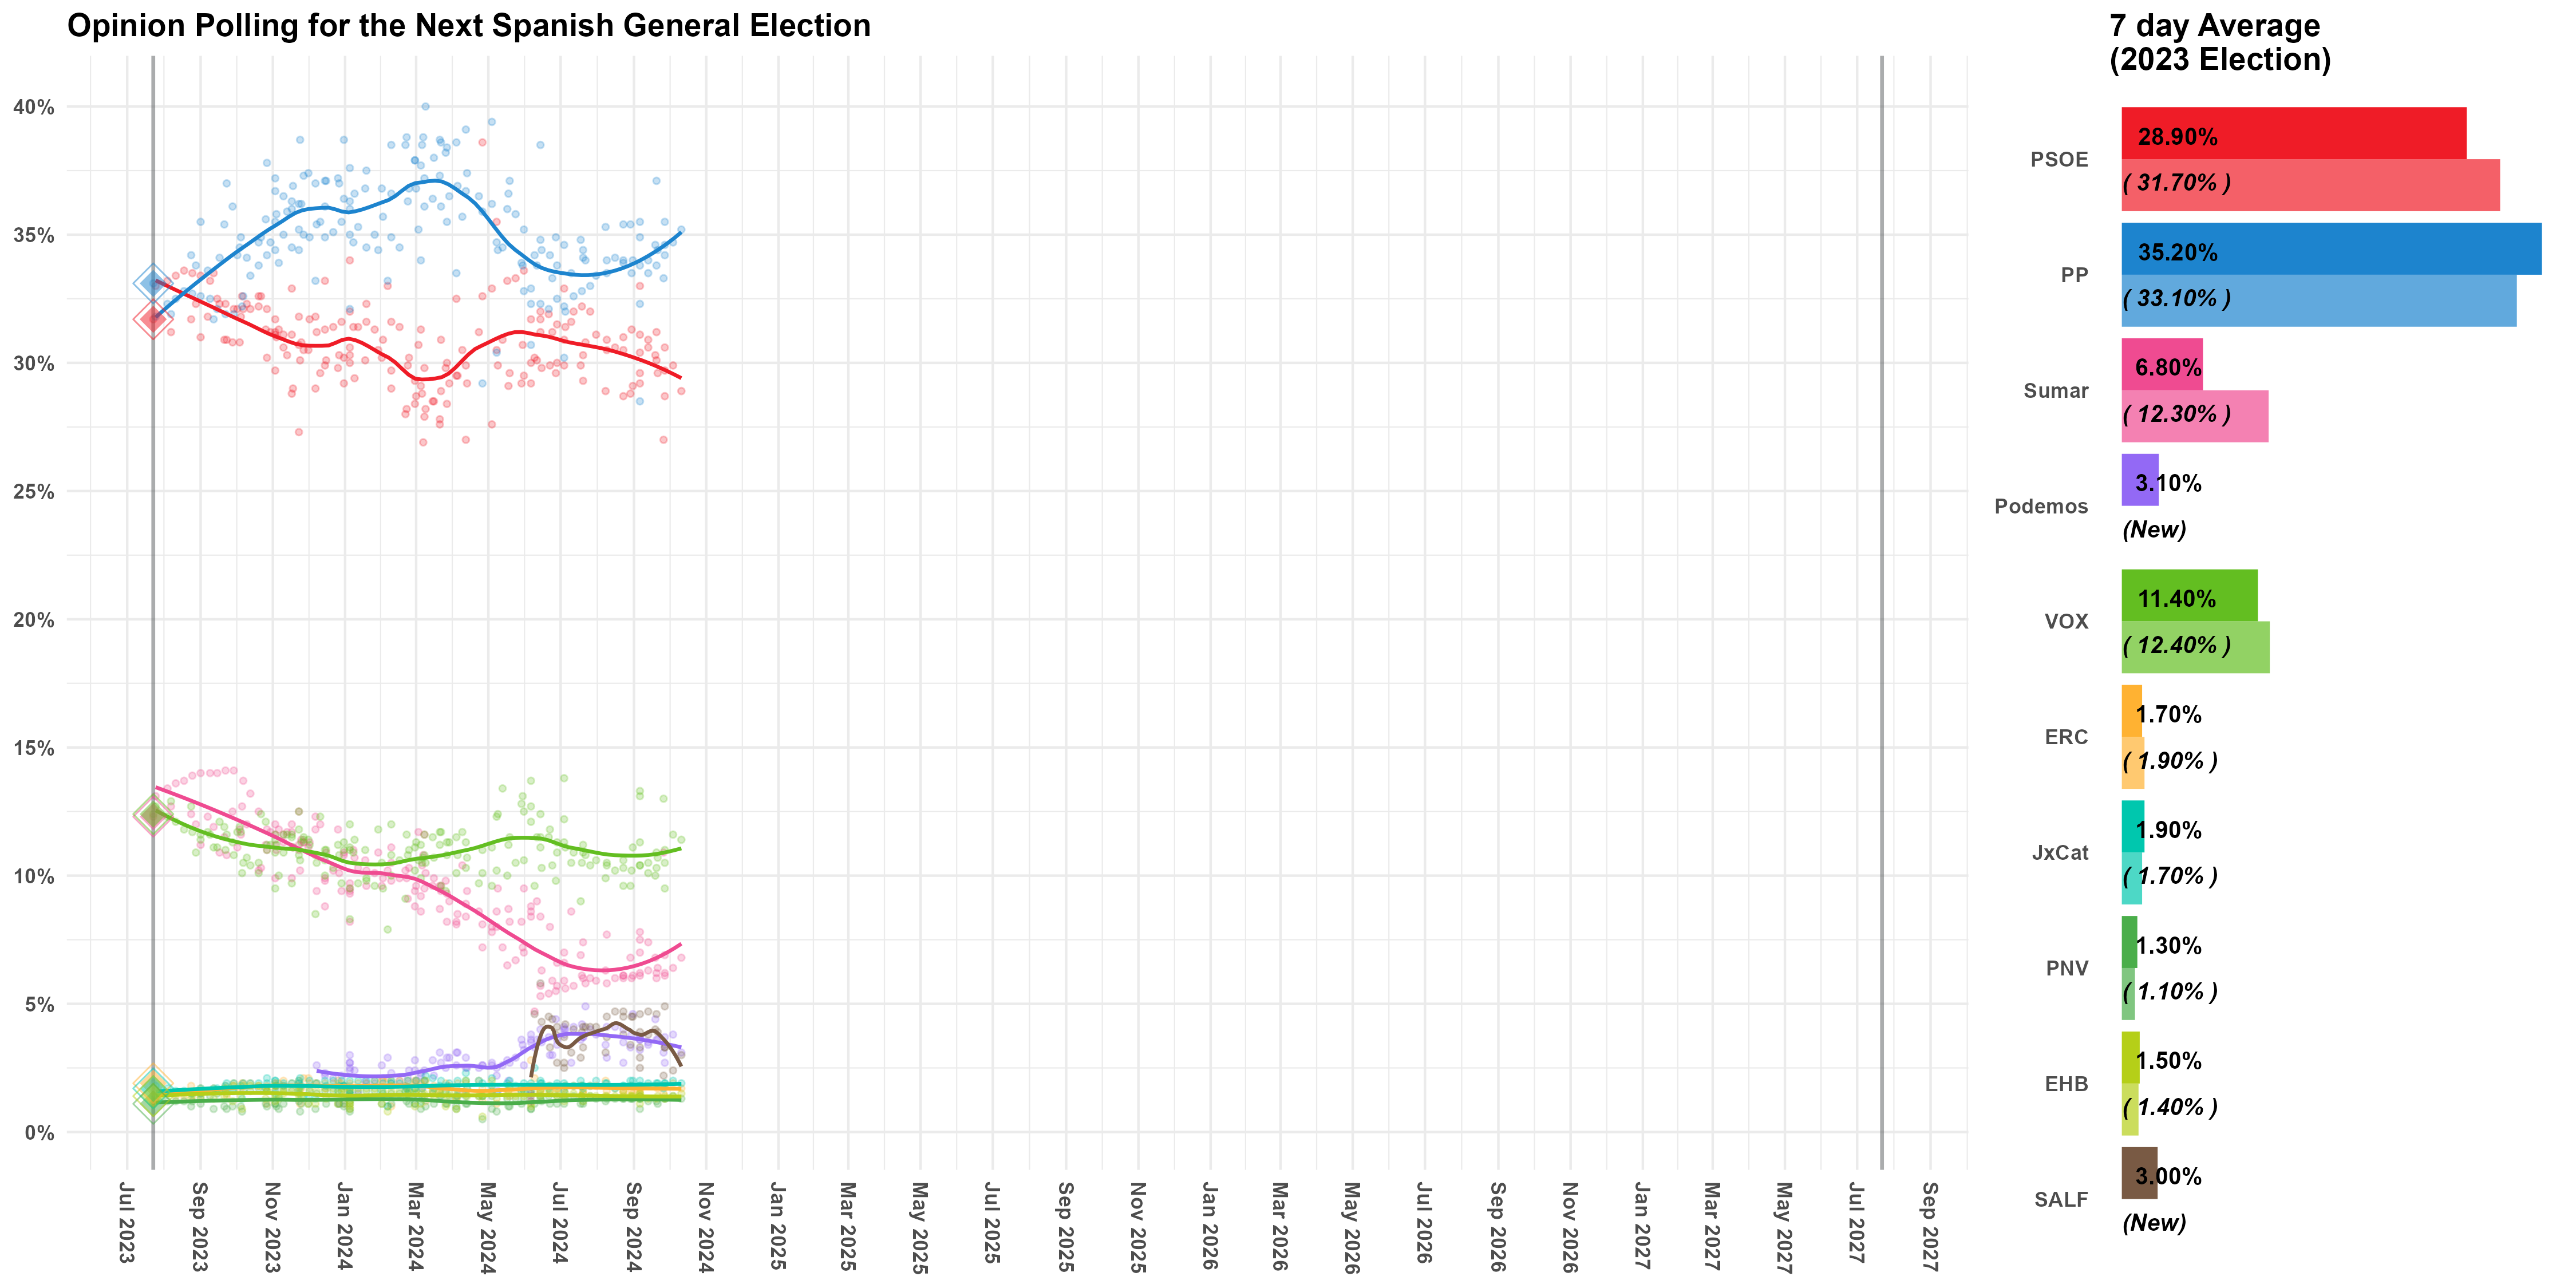 Opinion Polling for the Next Spanish General Election
7 day Average
(2023 Election)
40%
35%
30%
25%
20%
15%
10%
5%
0%
Jul 2023
Sep 2023
Nov 2023
Jan 2024
Mar 2024
May 2024
Jul 2024
Sep 2024
Nov 2024
Jan 2025
Mar 2025
May 2025
Jul 2025
Sep 2025
Nov 2025
Jan 2026
Mar 2026
May 2026
Jul 2026
Sep 2026
Nov 2026
Jan 2027
Mar 2027
May 2027
Jul 2027
Sep 2027
PSOE
28.90%
( 31.70% )
PP
35.20%
( 33.10% )
Sumar
6.80%
( 12.30% )
Podemos
3.10%
(New)
VOX
11.40%
( 12.40% )
ERC
1.70%
( 1.90% )
JxCat
1.90%
( 1.70% )
PNV
1.30%
( 1.10% )
EHB
1.50%
( 1.40% )
SALF
3.00%
(New)